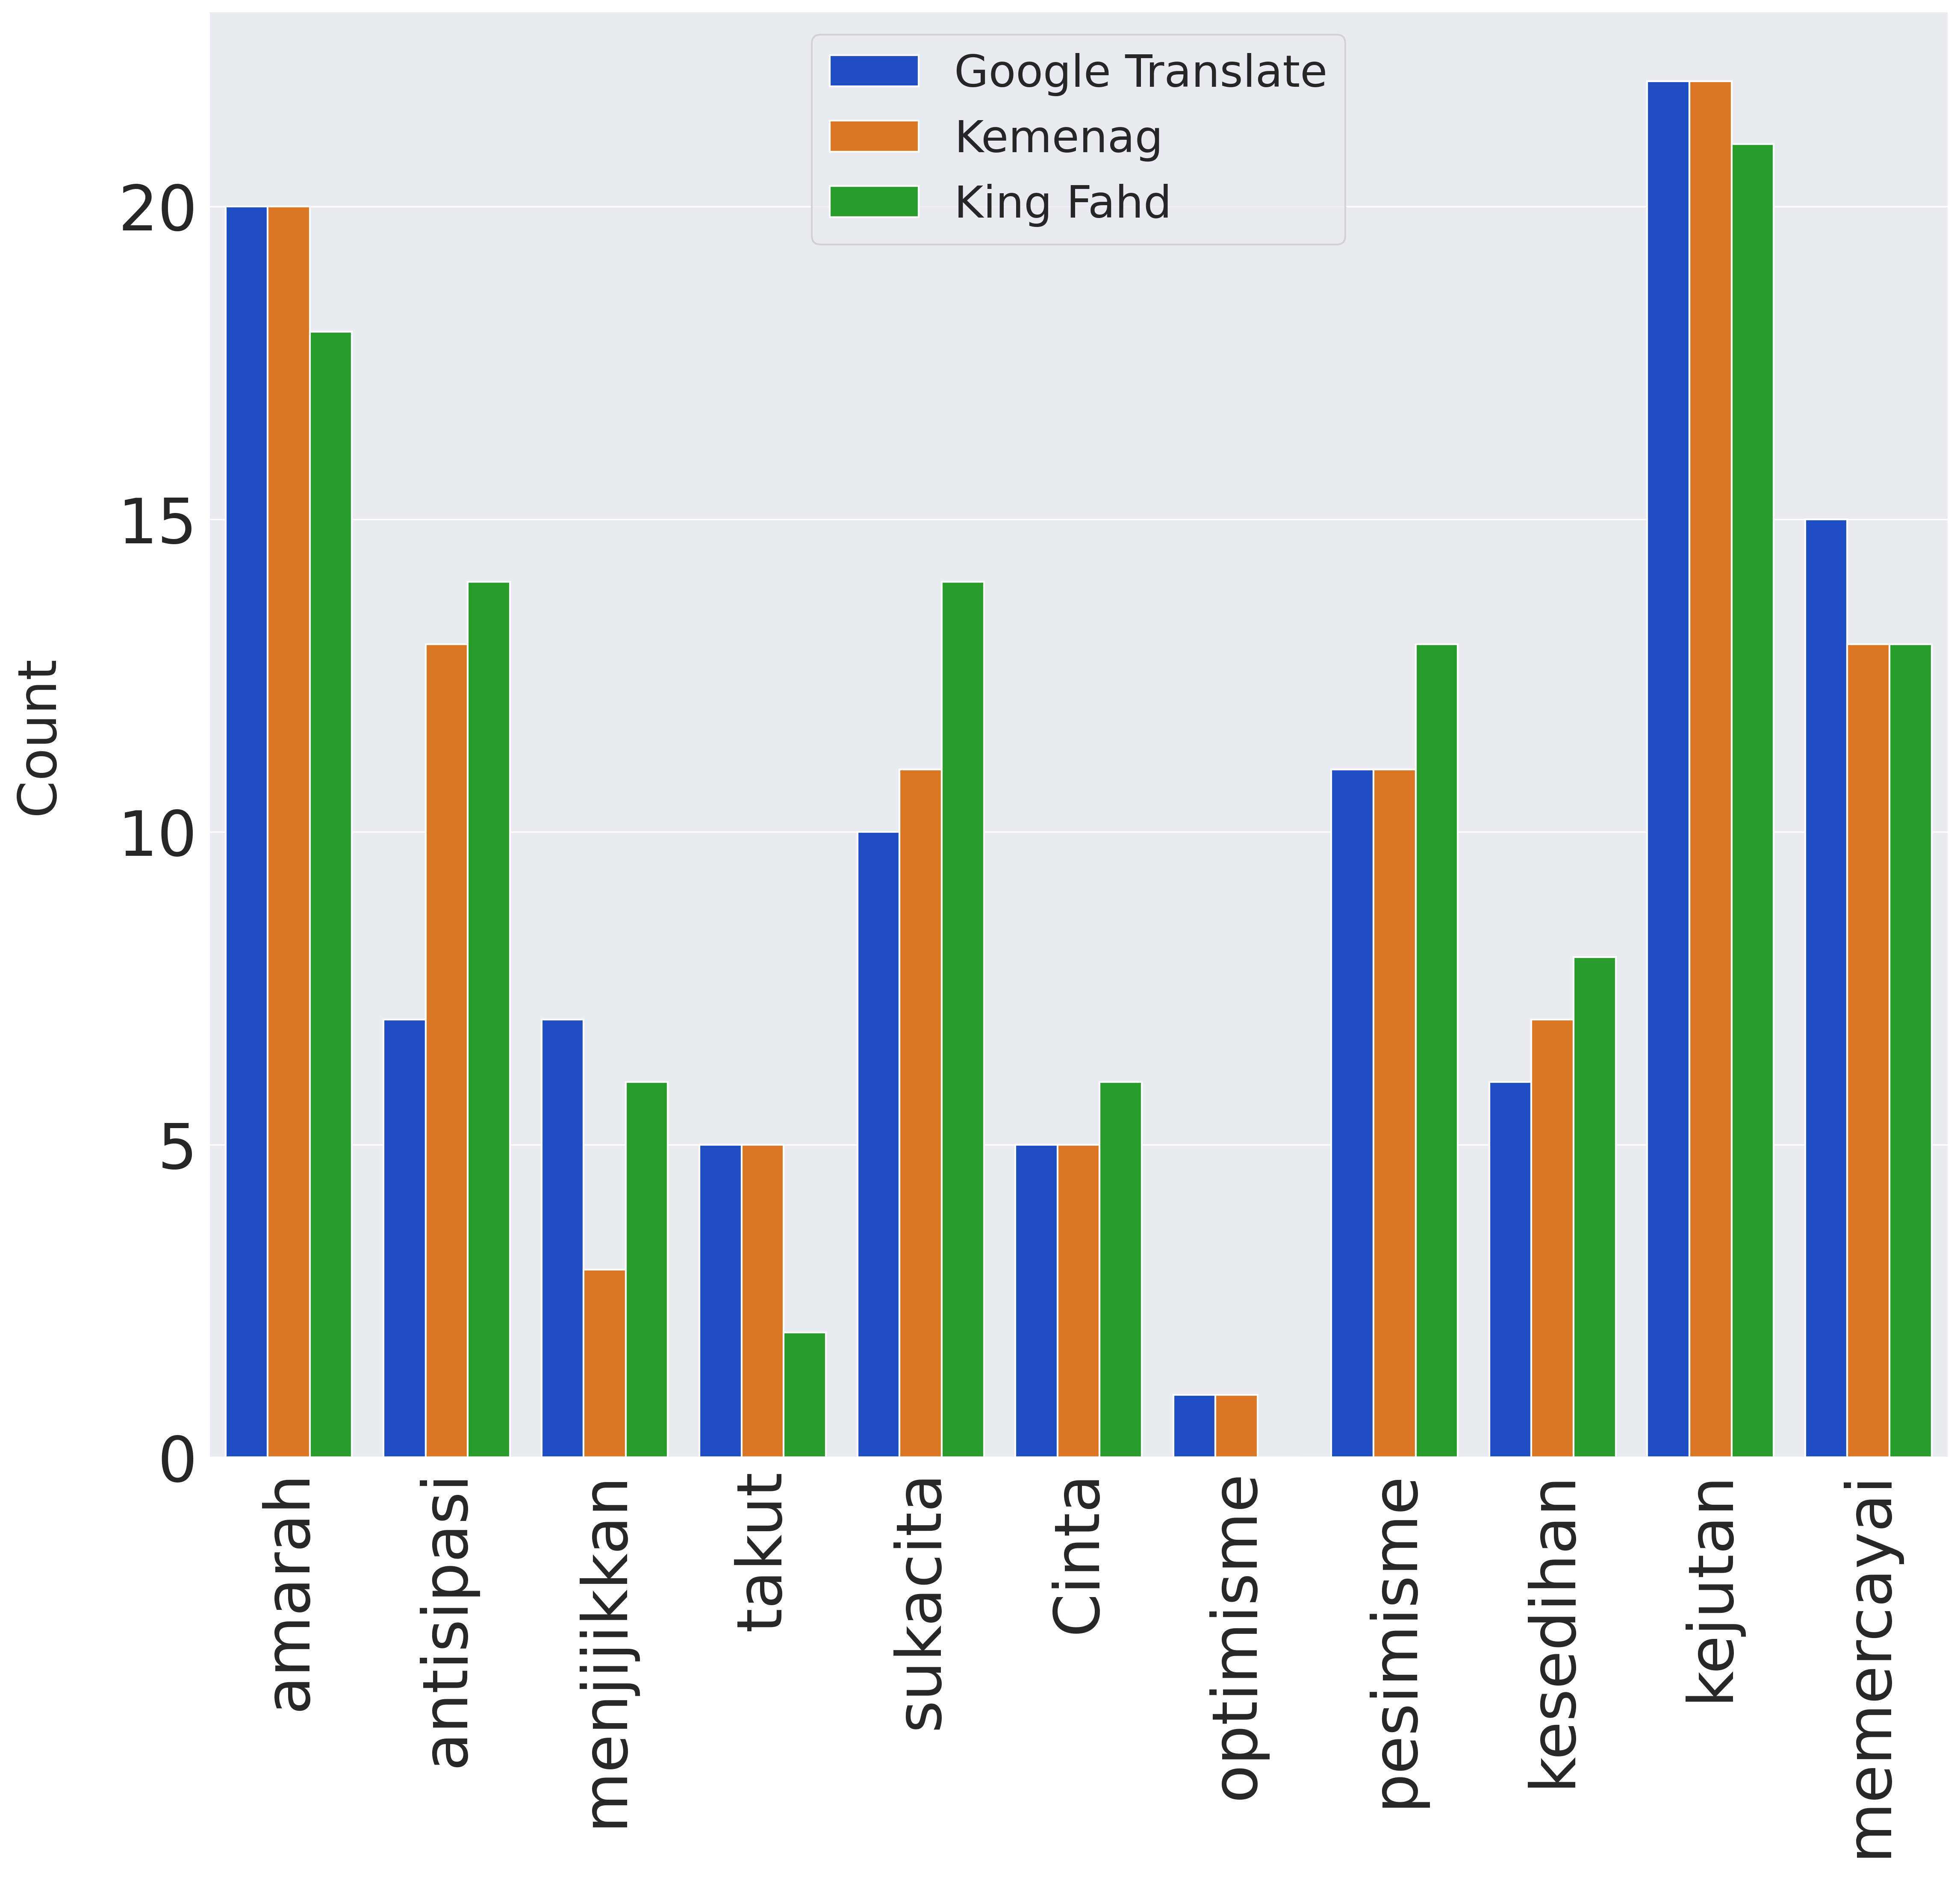 Google Translate
Kemenag
King Fahd
Count
20
15
10
5
0
amarah
antisipasi
menjijikkan
takut
sukacita
Cinta
optimisme
pesimisme
kesedihan
kejutan
memercayai